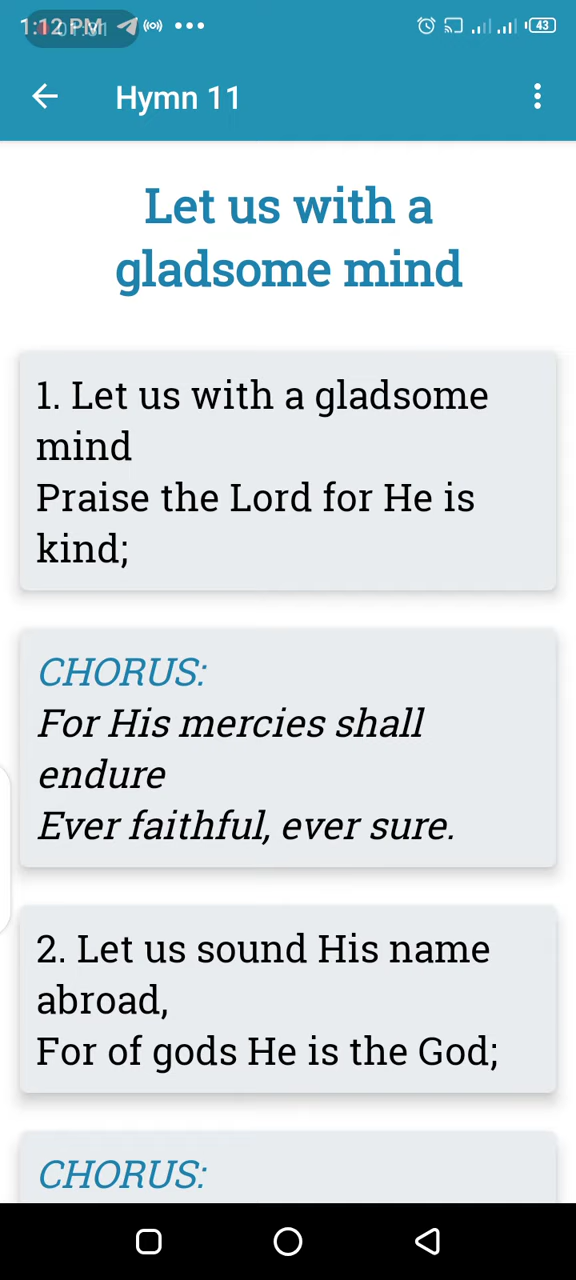 1:12 PM
43
Hymn 11
Let us with a
gladsome mind
1. Let us with a gladsome
mind
Praise the Lord for He is
kind;
CHORUS:
For His mercies shall
endure
Ever faithful, ever sure.
2. Let us sound His name
abroad,
For of gods He is the God;
CHORUS: